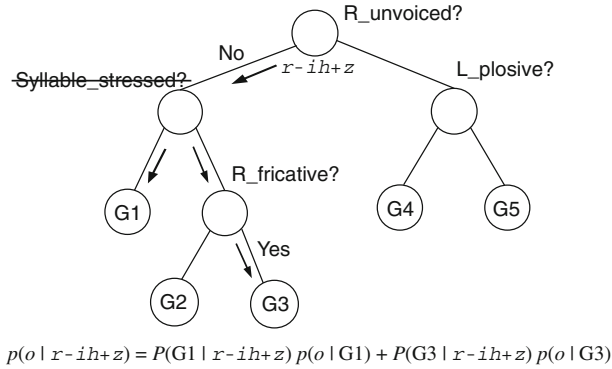 R_unvoiced?
No
r-ih+z
Syllable_stressed?
L_plosive?
R_fricative?
G1
G4
G5
Yes
G2
G3
p(o | r-ih+z) = P(G1 | r-ih+z) p(o | G1) + P(G3 | r-ih+z) p(o | G3)